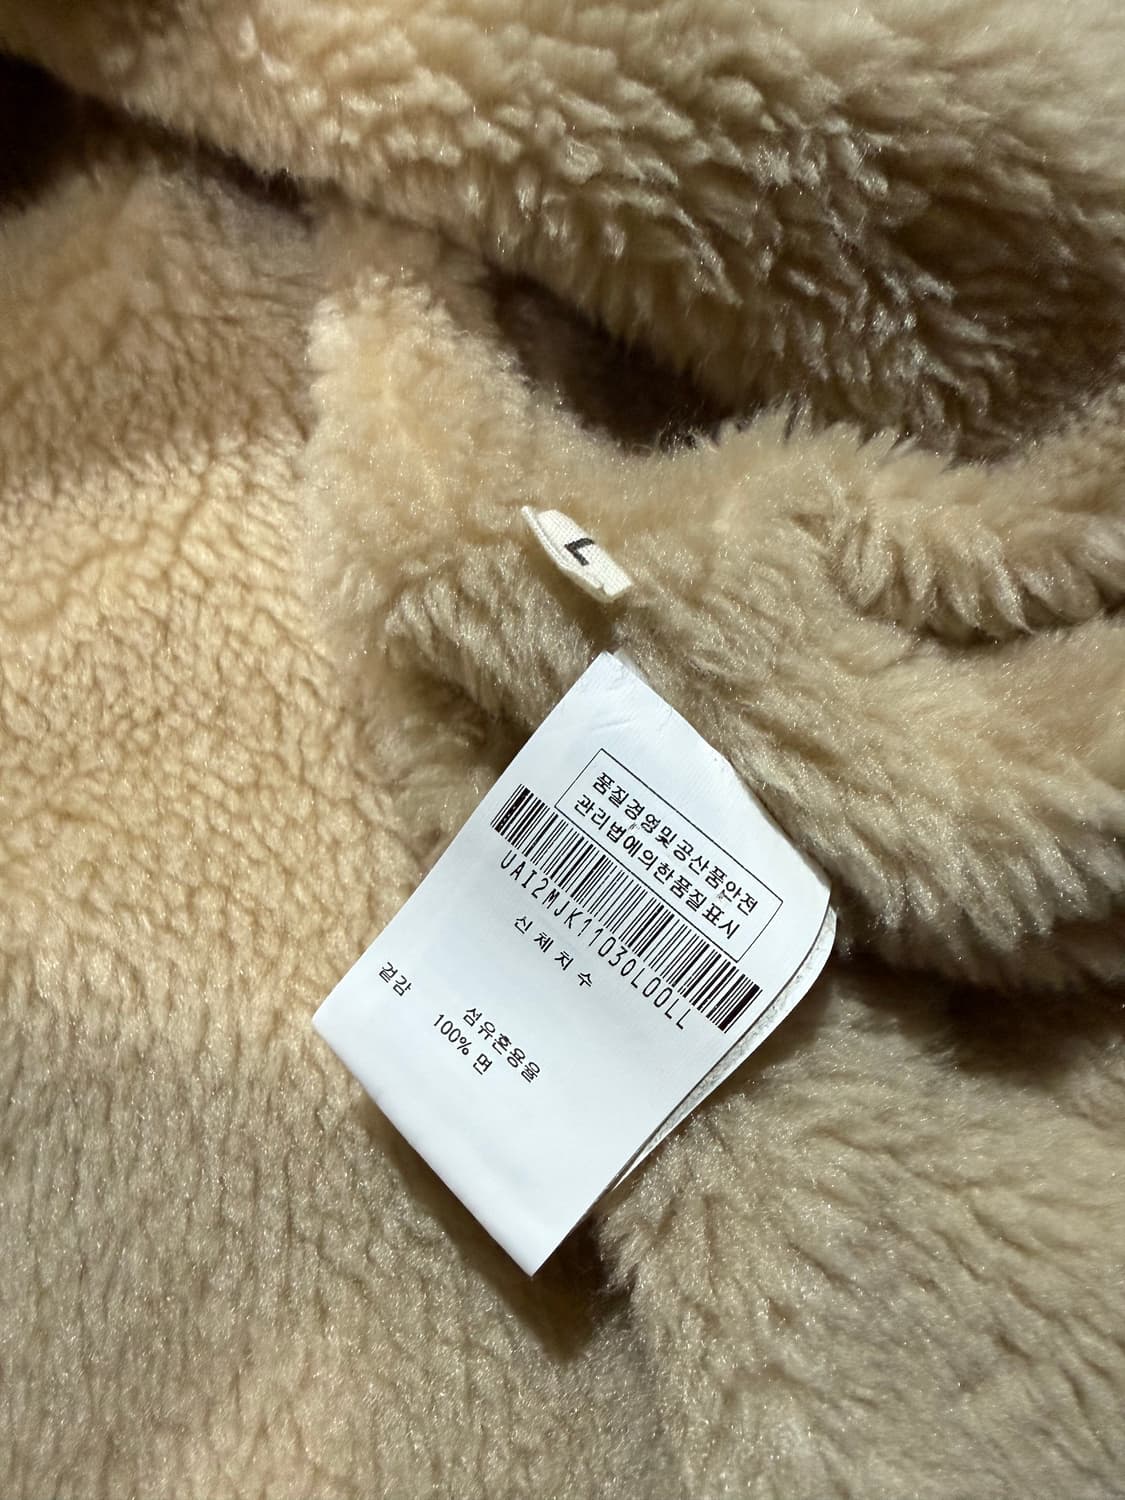 L
품질경영및공산품안전
관리법에의한품질표시
UAI2MJK11030L00LL
신체치수
섬유혼용율
겉감 100% 면